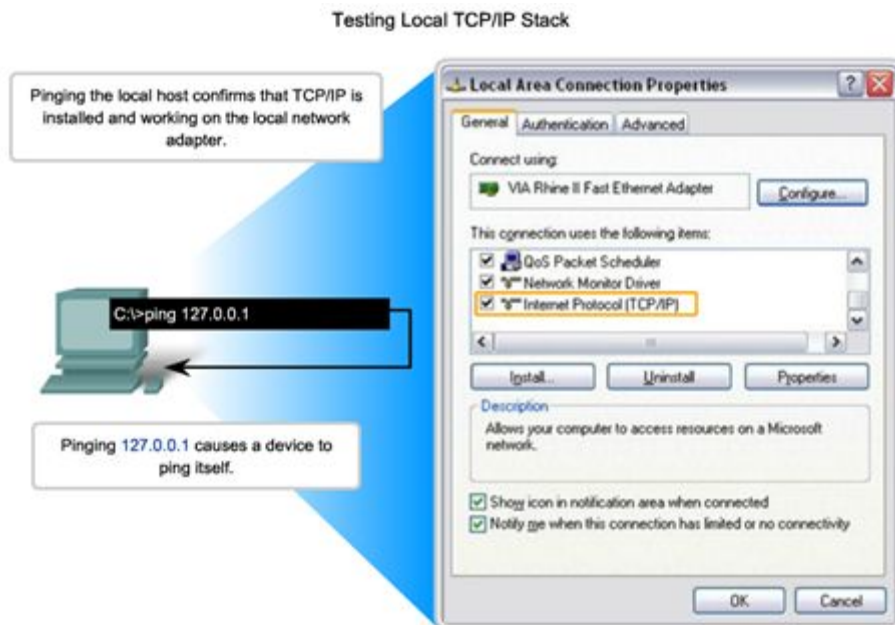 Testing Local TCP/IP Stack
Pinging the local host confirms that TCP/IP is
installed and working on the local network
adapter.
C:\>ping 127.0.0.1
Pinging 127.0.0.1 causes a device to
ping itself.
Local Area Connection Properties
General
Authentication
Advanced
Connect using:
VIA Rhine II Fast Ethernet Adapter
Configure...
This connection uses the following items:
QoS Packet Scheduler
Network Monitor Driver
Internet Protocol (TCP/IP)
Install...
Uninstall
Properties
Description
Allows your computer to access resources on a Microsoft
network.
Show icon in notification area when connected
Notify me when this connection has limited or no connectivity
OK
Cancel